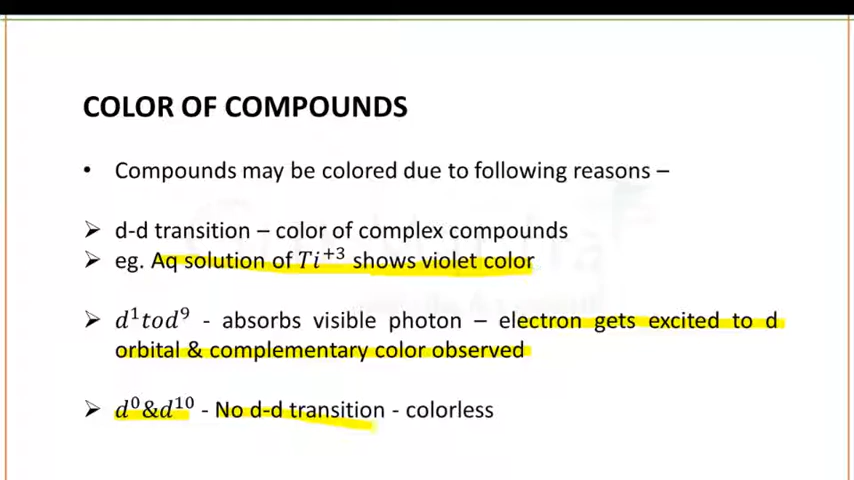 COLOR OF COMPOUNDS
• Compounds may be colored due to following reasons –
➢ d-d transition – color of complex compounds
➢ eg. Aq solution of Ti⁺³ shows violet color
➢ d¹tod⁹ - absorbs visible photon – electron gets excited to d
orbital & complementary color observed
➢ d⁰&d¹⁰ - No d-d transition - colorless